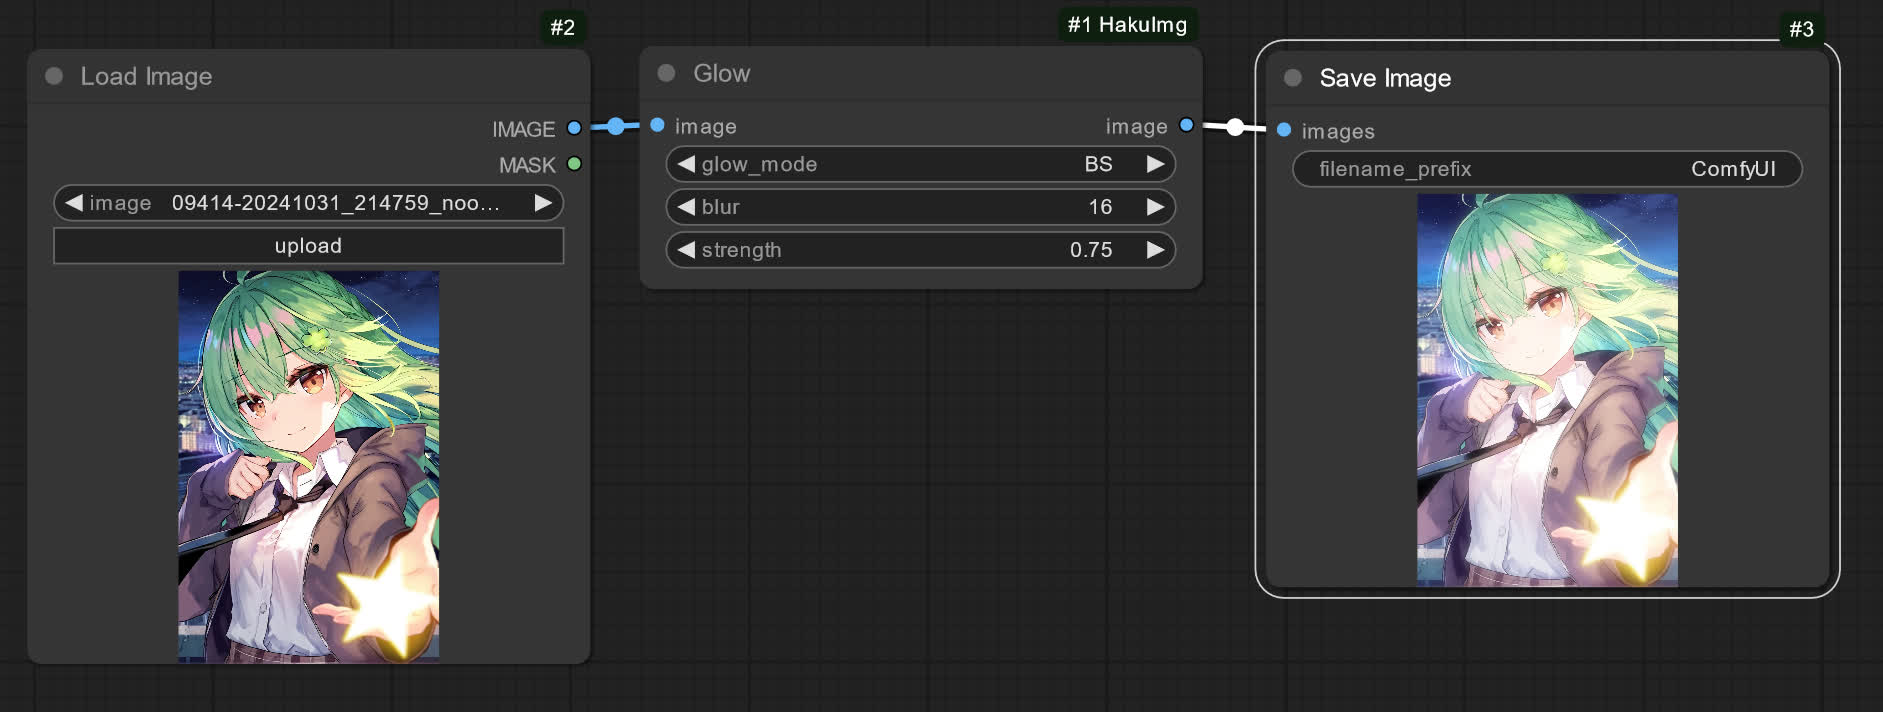 #2
Load Image
IMAGE
MASK
image 09414-20241031_214759_noo...
upload
#1 HakuImg
Glow
image image
glow_mode BS
blur 16
strength 0.75
#3
Save Image
images
filename_prefix ComfyUI